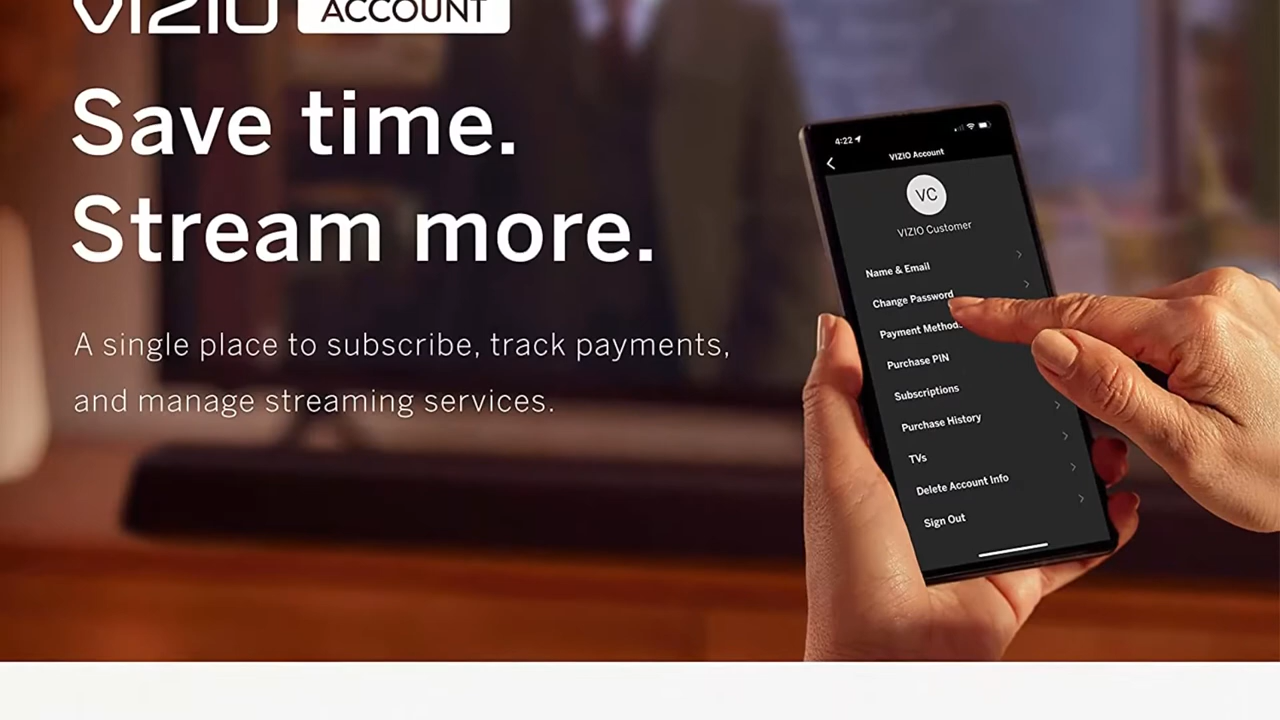 VIZIO ACCOUNT
Save time.
Stream more.
A single place to subscribe, track payments,
and manage streaming services.
4:22
VIZIO Account
VC
VIZIO Customer
Name & Email
Change Password
Payment Methods
Purchase PIN
Subscriptions
Purchase History
TVs
Delete Account Info
Sign Out